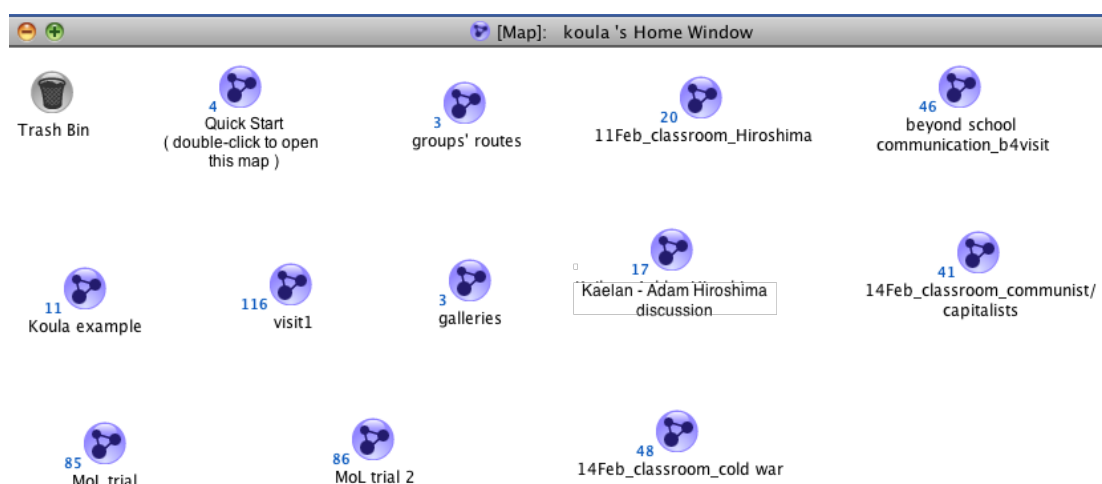 [Map]: koula 's Home Window
Trash Bin
4
Quick Start
( double-click to open
this map )
3
groups' routes
20
11Feb_classroom_Hiroshima
46
beyond school
communication_b4visit
11
Koula example
116
visit1
3
galleries
17
Kaelan - Adam Hiroshima
discussion
41
14Feb_classroom_communist/
capitalists
85
MoL trial
86
MoL trial 2
48
14Feb_classroom_cold war